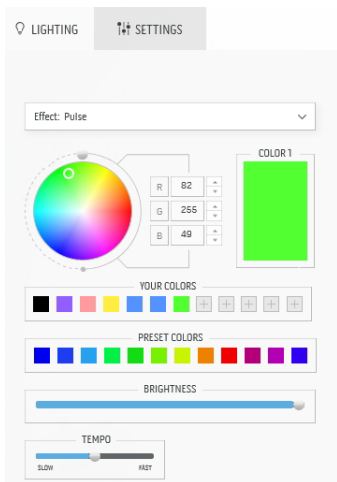 LIGHTING SETTINGS
Effect: Pulse
COLOR 1
R 82
G 255
B 49
YOUR COLORS
PRESET COLORS
BRIGHTNESS
TEMPO
SLOW FAST